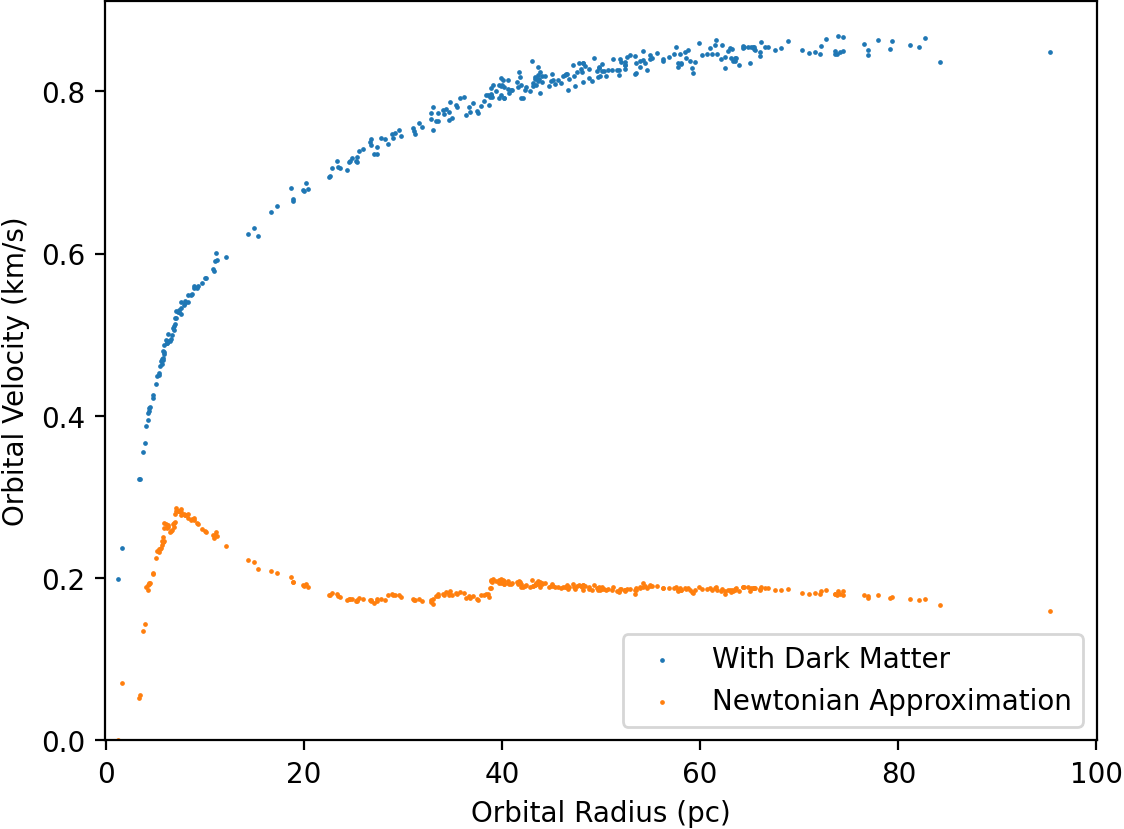 Orbital Velocity (km/s)
0.8
0.6
0.4
0.2
0.0
With Dark Matter
Newtonian Approximation
0 20 40 60 80 100
Orbital Radius (pc)